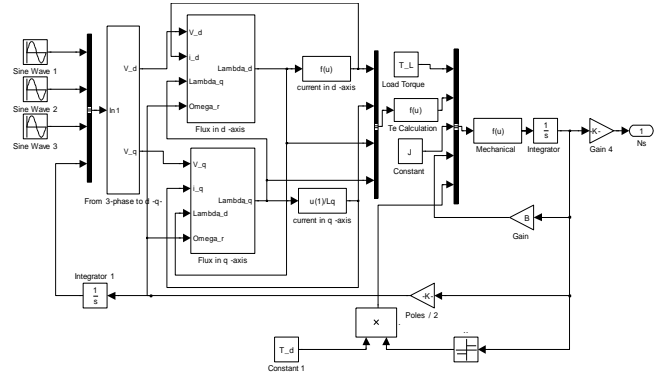 Sine Wave 1
Sine Wave 2
Sine Wave 3
In1
V_d
V_q
From 3-phase to d -q-
V_d
i_d
Lambda_q
Omega_r
Lambda_d
Flux in d -axis
V_q
i_q
Lambda_d
Omega_r
Lambda_q
Flux in q -axis
f(u)
current in d -axis
u(1)/Lq
current in q -axis
T_L
Load Torque
f(u)
Te Calculation
J
Constant
f(u)
Mechanical
1
s
Integrator
-K-
Gain 4
1
Ns
B
Gain
Integrator 1
1
s
-K-
Poles / 2
×
.
T_d
Constant 1
..